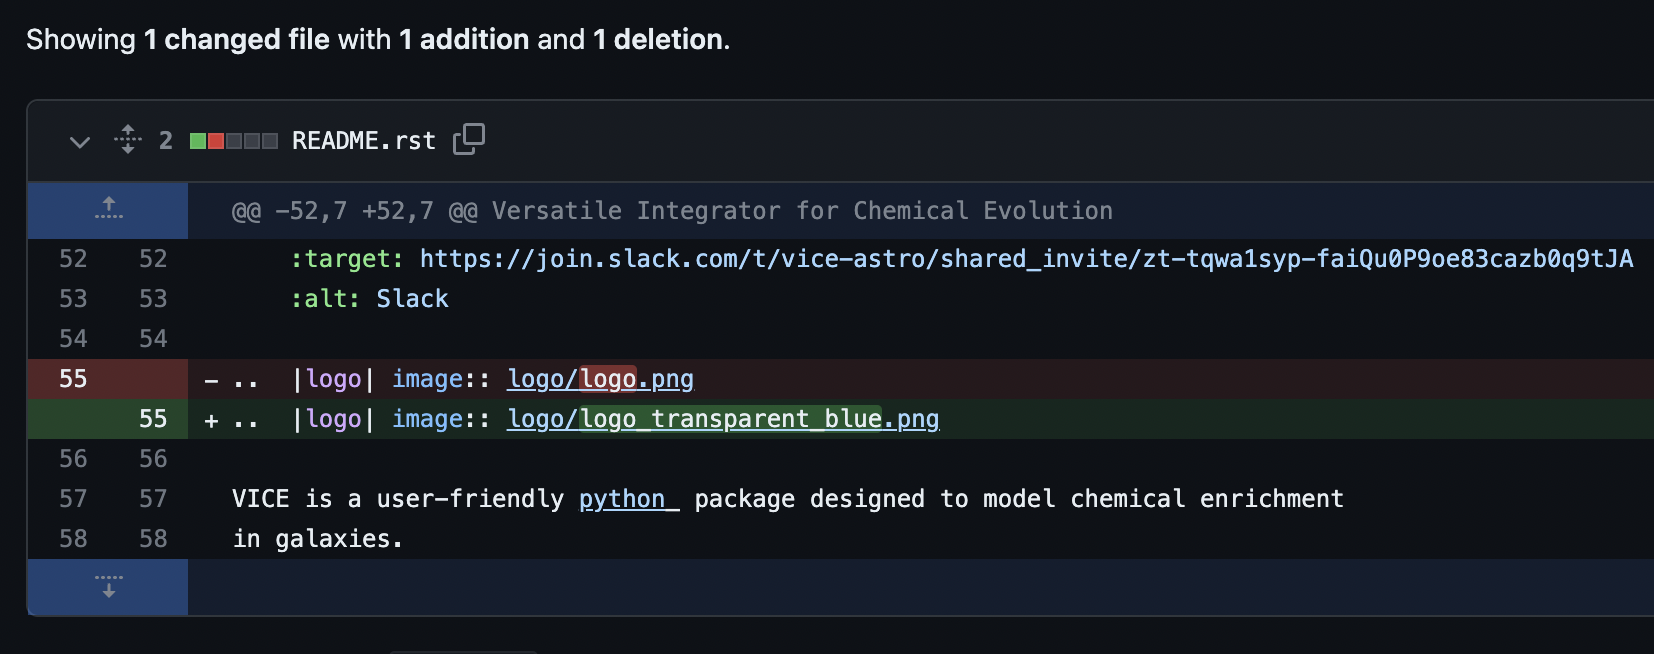 Showing 1 changed file with 1 addition and 1 deletion.
2 README.rst
@@ -52,7 +52,7 @@ Versatile Integrator for Chemical Evolution
52 52 :target: https://join.slack.com/t/vice-astro/shared_invite/zt-tqwa1syp-faiQu0P9oe83cazb0q9tJA
53 53 :alt: Slack
54 54
55 - .. |logo| image:: logo/logo.png
55 + .. |logo| image:: logo/logo_transparent_blue.png
56 56
57 57 VICE is a user-friendly python_ package designed to model chemical enrichment
58 58 in galaxies.